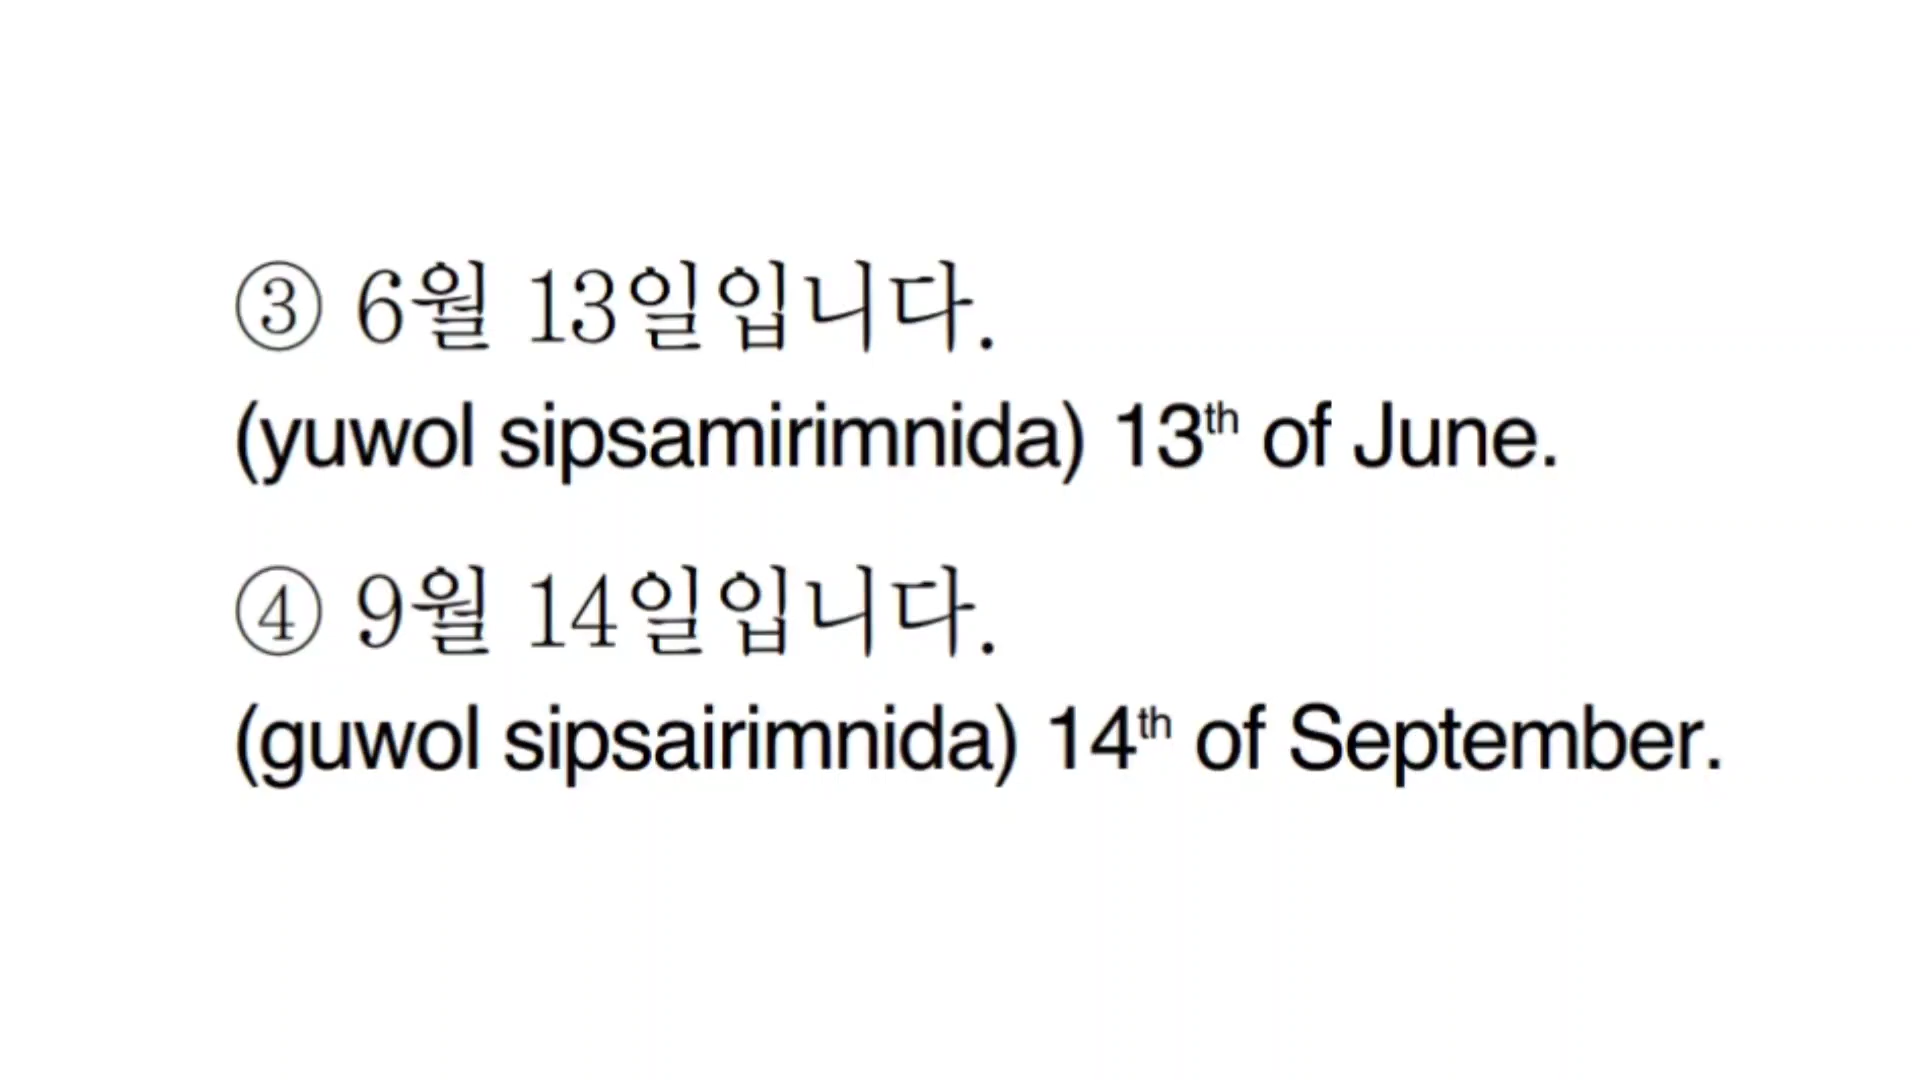 ③ 6월 13일입니다.
(yuwol sipsamirimnida) 13th of June.
④ 9월 14일입니다.
(guwol sipsairimnida) 14th of September.